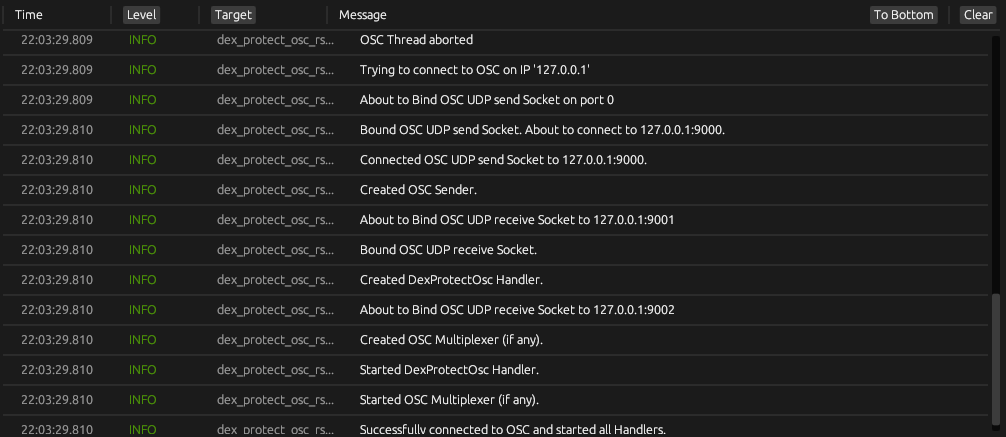 Time Level Target Message To Bottom Clear
22:03:29.809 INFO dex_protect_osc_rs... OSC Thread aborted
22:03:29.809 INFO dex_protect_osc_rs... Trying to connect to OSC on IP '127.0.0.1'
22:03:29.809 INFO dex_protect_osc_rs... About to Bind OSC UDP send Socket on port 0
22:03:29.810 INFO dex_protect_osc_rs... Bound OSC UDP send Socket. About to connect to 127.0.0.1:9000.
22:03:29.810 INFO dex_protect_osc_rs... Connected OSC UDP send Socket to 127.0.0.1:9000.
22:03:29.810 INFO dex_protect_osc_rs... Created OSC Sender.
22:03:29.810 INFO dex_protect_osc_rs... About to Bind OSC UDP receive Socket to 127.0.0.1:9001
22:03:29.810 INFO dex_protect_osc_rs... Bound OSC UDP receive Socket.
22:03:29.810 INFO dex_protect_osc_rs... Created DexProtectOsc Handler.
22:03:29.810 INFO dex_protect_osc_rs... About to Bind OSC UDP receive Socket to 127.0.0.1:9002
22:03:29.810 INFO dex_protect_osc_rs... Created OSC Multiplexer (if any).
22:03:29.810 INFO dex_protect_osc_rs... Started DexProtectOsc Handler.
22:03:29.810 INFO dex_protect_osc_rs... Started OSC Multiplexer (if any).
22:03:29.810 INFO dex_protect_osc_rs... Successfully connected to OSC and started all Handlers.